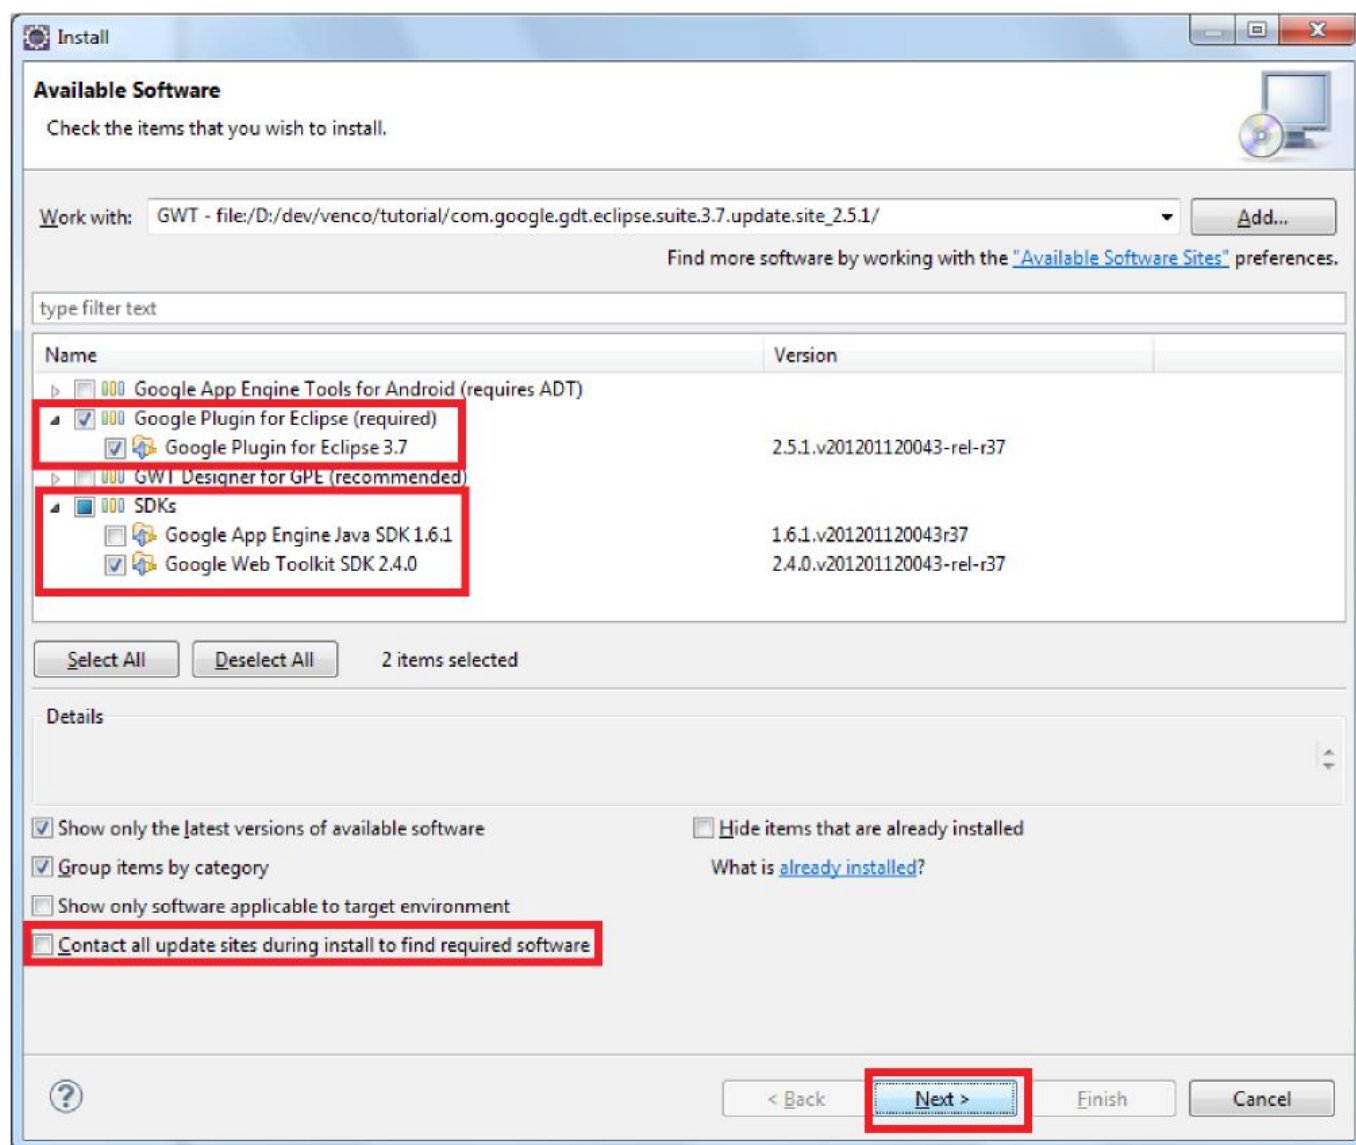 Install
Available Software
Check the items that you wish to install.
Work with: GWT - file:/D:/dev/venco/tutorial/com.google.gdt.eclipse.suite.3.7.update.site_2.5.1/ Add...
Find more software by working with the "Available Software Sites" preferences.
type filter text
Name Version
Google App Engine Tools for Android (requires ADT)
Google Plugin for Eclipse (required)
Google Plugin for Eclipse 3.7 2.5.1.v201201120043-rel-r37
GWT Designer for GPE (recommended)
SDKs
Google App Engine Java SDK 1.6.1 1.6.1.v201201120043r37
Google Web Toolkit SDK 2.4.0 2.4.0.v201201120043-rel-r37
Select All Deselect All 2 items selected
Details
Show only the latest versions of available software Hide items that are already installed
Group items by category What is already installed?
Show only software applicable to target environment
Contact all update sites during install to find required software
? < Back Next > Finish Cancel